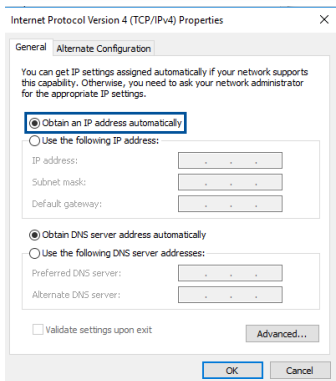 Internet Protocol Version 4 (TCP/IPv4) Properties
General Alternate Configuration
You can get IP settings assigned automatically if your network supports
this capability. Otherwise, you need to ask your network administrator
for the appropriate IP settings.
Obtain an IP address automatically
Use the following IP address:
IP address:
Subnet mask:
Default gateway:
Obtain DNS server address automatically
Use the following DNS server addresses:
Preferred DNS server:
Alternate DNS server:
Validate settings upon exit
Advanced...
OK Cancel